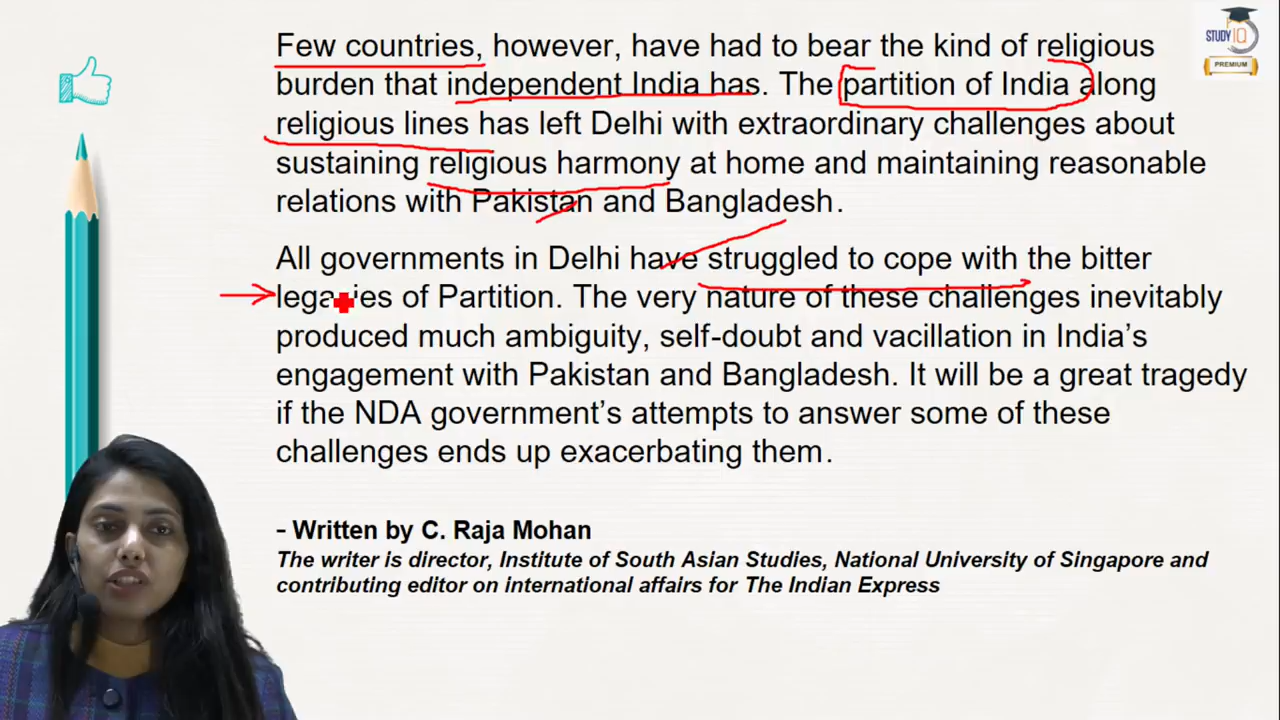 STUDY IQ
PREMIUM
Few countries, however, have had to bear the kind of religious
burden that independent India has. The partition of India along
religious lines has left Delhi with extraordinary challenges about
sustaining religious harmony at home and maintaining reasonable
relations with Pakistan and Bangladesh.
All governments in Delhi have struggled to cope with the bitter
legacies of Partition. The very nature of these challenges inevitably
produced much ambiguity, self-doubt and vacillation in India’s
engagement with Pakistan and Bangladesh. It will be a great tragedy
if the NDA government’s attempts to answer some of these
challenges ends up exacerbating them.
– Written by C. Raja Mohan
The writer is director, Institute of South Asian Studies, National University of Singapore and
contributing editor on international affairs for The Indian Express